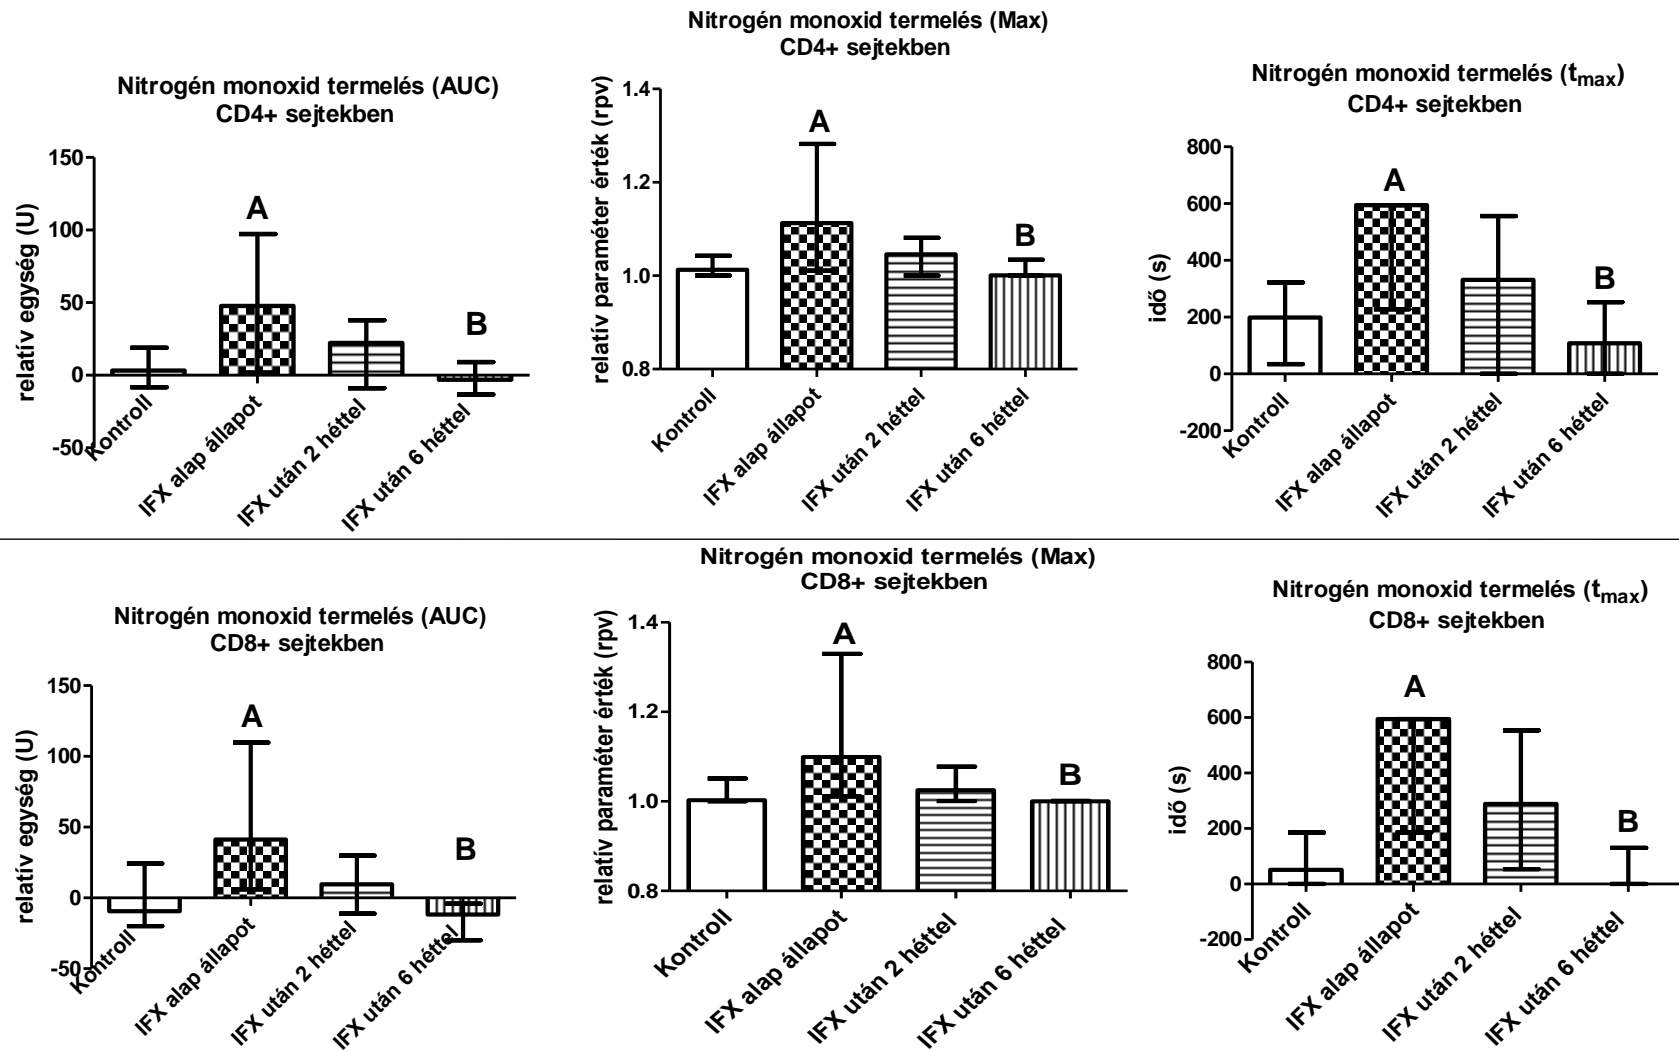 Nitrogén monoxid termelés (AUC)
CD4+ sejtekben
relatív egység (U)
150
100
50
0
-50
A
B
Kontroll
IFX alap állapot
IFX után 2 héttel
IFX után 6 héttel
Nitrogén monoxid termelés (Max)
CD4+ sejtekben
relatív paraméter érték (rpv)
1.4
1.2
1.0
0.8
A
B
Kontroll
IFX alap állapot
IFX után 2 héttel
IFX után 6 héttel
Nitrogén monoxid termelés (tmax)
CD4+ sejtekben
idő (s)
800
600
400
200
0
-200
A
B
Kontroll
IFX alap állapot
IFX után 2 héttel
IFX után 6 héttel
Nitrogén monoxid termelés (AUC)
CD8+ sejtekben
relatív egység (U)
150
100
50
0
-50
A
B
Kontroll
IFX alap állapot
IFX után 2 héttel
IFX után 6 héttel
Nitrogén monoxid termelés (Max)
CD8+ sejtekben
relatív paraméter érték (rpv)
1.4
1.2
1.0
0.8
A
B
Kontroll
IFX alap állapot
IFX után 2 héttel
IFX után 6 héttel
Nitrogén monoxid termelés (tmax)
CD8+ sejtekben
idő (s)
800
600
400
200
0
-200
A
B
Kontroll
IFX alap állapot
IFX után 2 héttel
IFX után 6 héttel